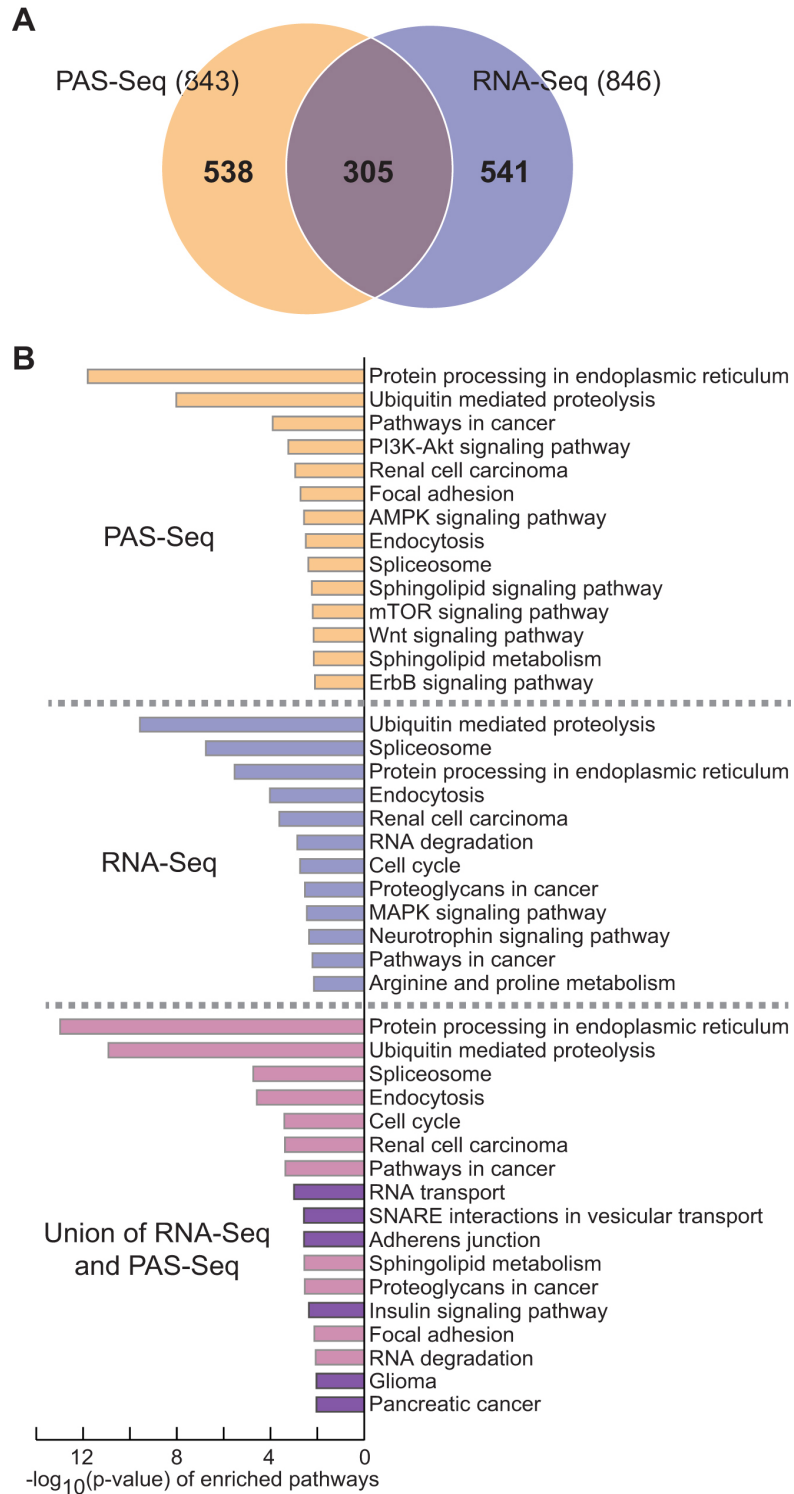 A
PAS-Seq (843)
RNA-Seq (846)
538
305
541
B
Protein processing in endoplasmic reticulum
Ubiquitin mediated proteolysis
Pathways in cancer
PI3K-Akt signaling pathway
Renal cell carcinoma
Focal adhesion
AMPK signaling pathway
PAS-Seq
Endocytosis
Spliceosome
Sphingolipid signaling pathway
mTOR signaling pathway
Wnt signaling pathway
Sphingolipid metabolism
ErbB signaling pathway
Ubiquitin mediated proteolysis
Spliceosome
Protein processing in endoplasmic reticulum
Endocytosis
Renal cell carcinoma
RNA degradation
RNA-Seq
Cell cycle
Proteoglycans in cancer
MAPK signaling pathway
Neurotrophin signaling pathway
Pathways in cancer
Arginine and proline metabolism
Protein processing in endoplasmic reticulum
Ubiquitin mediated proteolysis
Spliceosome
Endocytosis
Cell cycle
Renal cell carcinoma
Pathways in cancer
RNA transport
SNARE interactions in vesicular transport
Union of RNA-Seq
and PAS-Seq
Adherens junction
Sphingolipid metabolism
Proteoglycans in cancer
Insulin signaling pathway
Focal adhesion
RNA degradation
Glioma
Pancreatic cancer
12 8 4 0
-log10(p-value) of enriched pathways